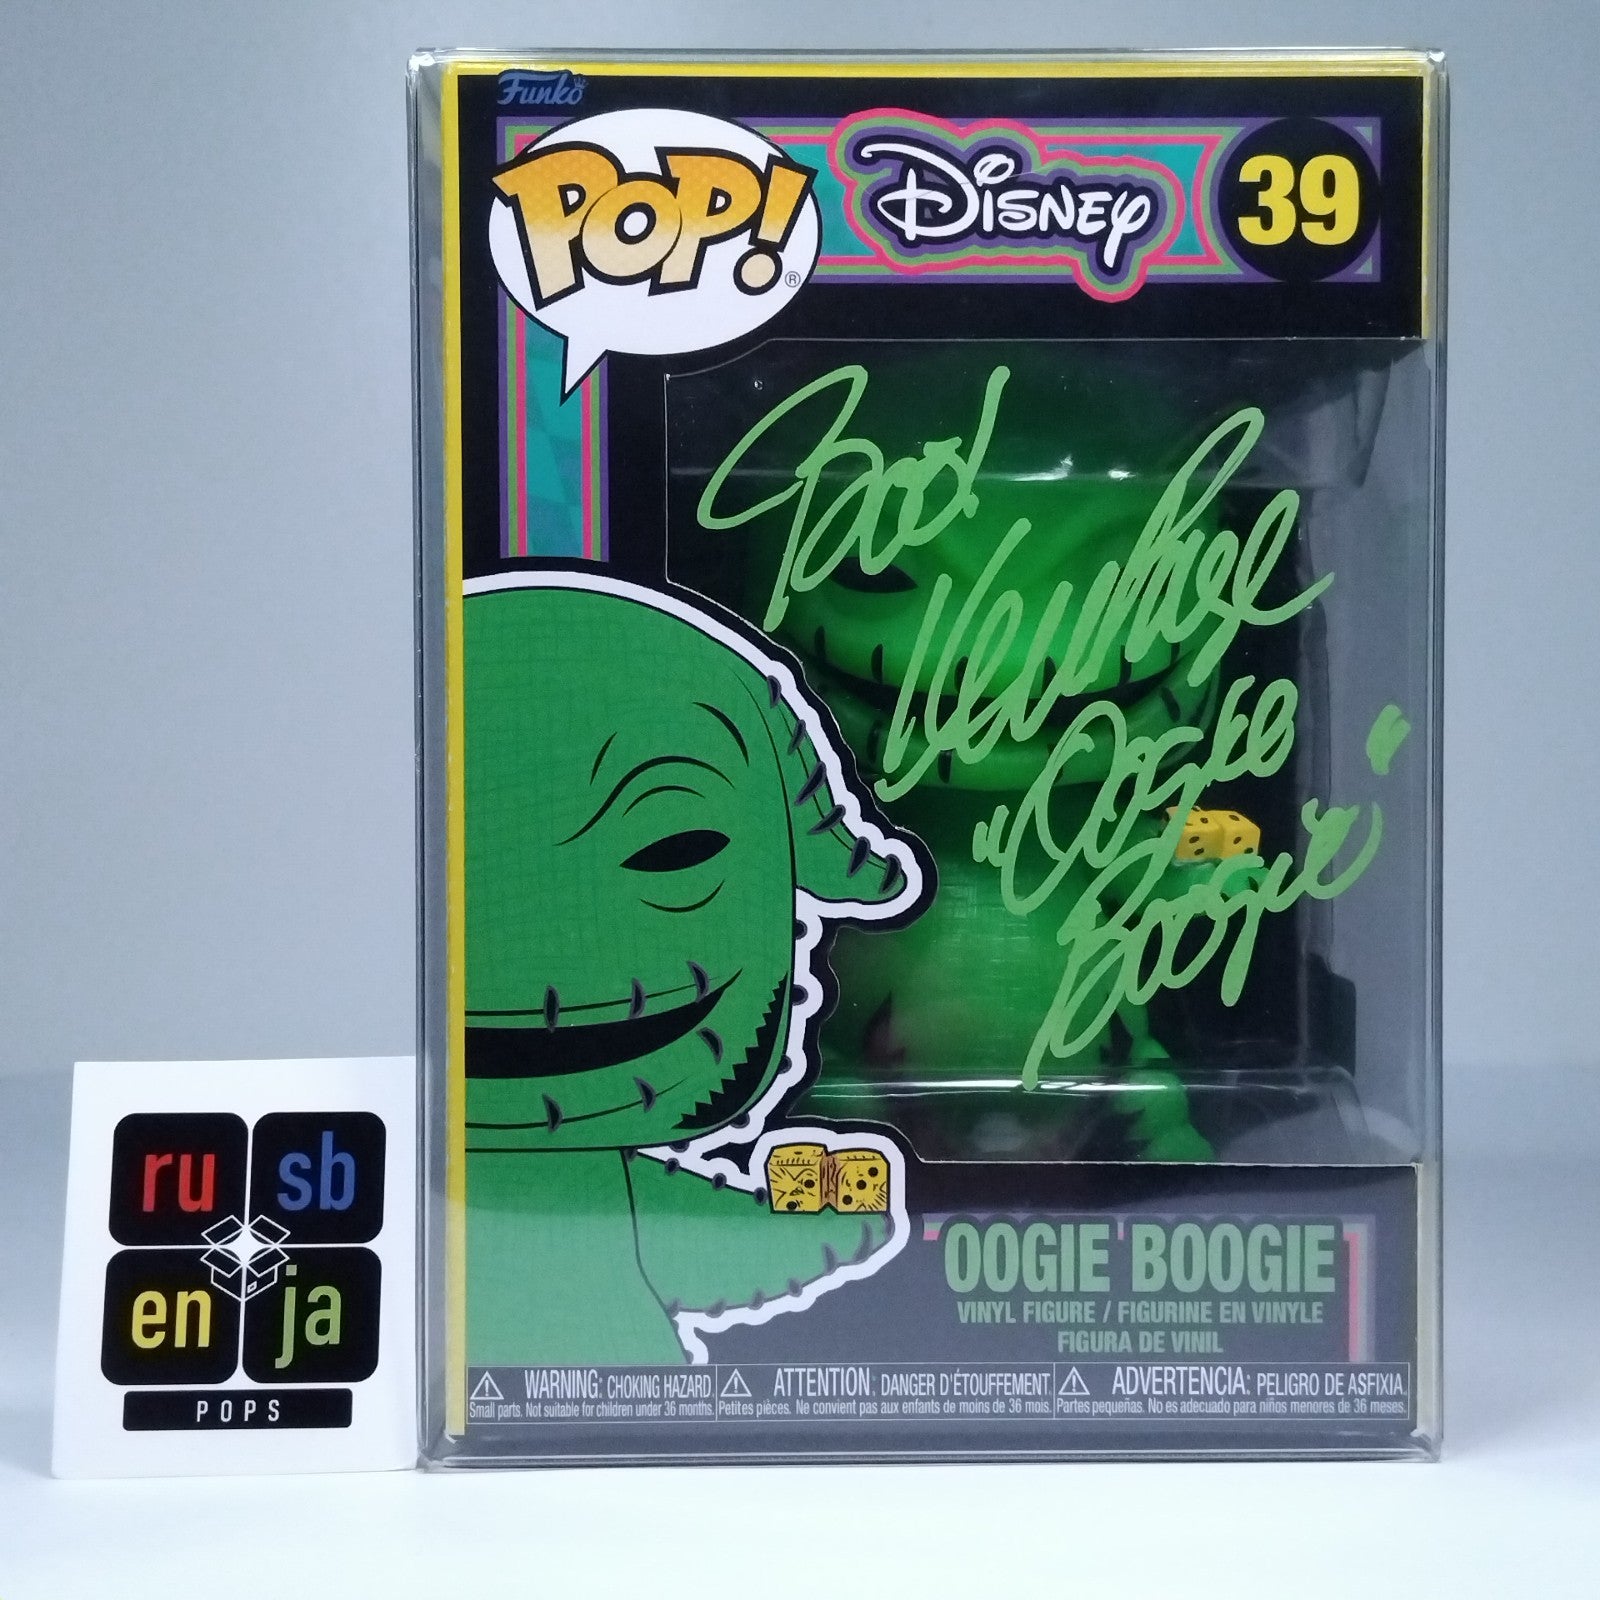 Funko
POP!®
Disney
39
Boo!
Ken Page
"Oogie
Boogie"
OOGIE BOOGIE
VINYL FIGURE / FIGURINE EN VINYLE
FIGURA DE VINIL
WARNING: CHOKING HAZARD.
Small parts. Not suitable for children under 36 months.
ATTENTION: DANGER D'ÉTOUFFEMENT.
Petites pièces. Ne convient pas aux enfants de moins de 36 mois.
ADVERTENCIA: PELIGRO DE ASFIXIA.
Partes pequeñas. No es adecuado para niños menores de 36 meses.
ru sb
en ja
POPS